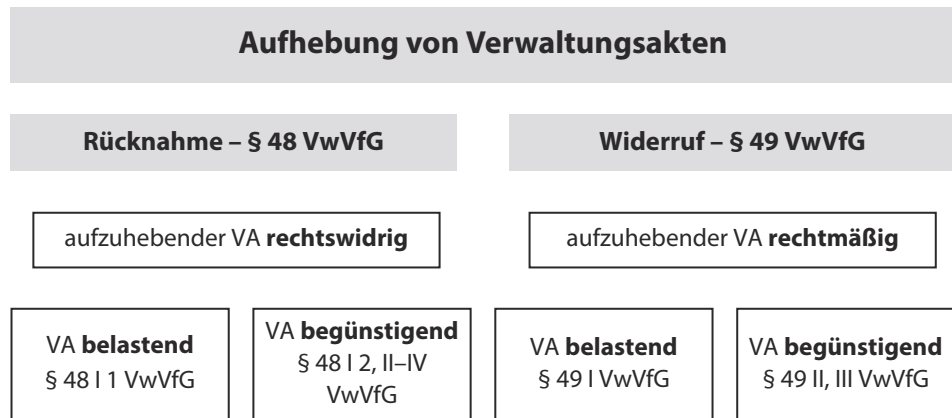 Aufhebung von Verwaltungsakten
Rücknahme – § 48 VwVfG
Widerruf – § 49 VwVfG
aufzuhebender VA rechtswidrig
aufzuhebender VA rechtmäßig
VA belastend
§ 48 I 1 VwVfG
VA begünstigend
§ 48 I 2, II–IV
VwVfG
VA belastend
§ 49 I VwVfG
VA begünstigend
§ 49 II, III VwVfG